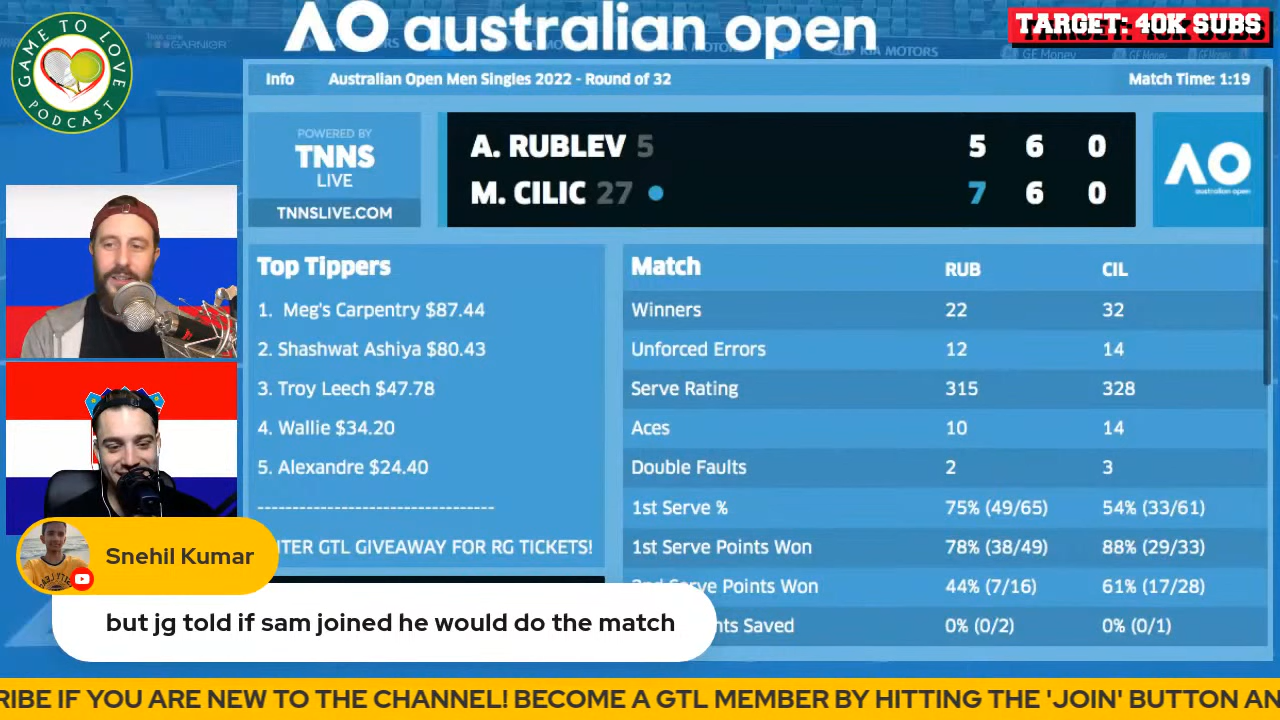 AO australian open
TARGET: 40K SUBS
GAME TO LOVE
PODCAST
GARNIER
KIA MOTORS
GE Money
Info Australian Open Men Singles 2022 - Round of 32 Match Time: 1:19
POWERED BY
TNNS
LIVE
TNNSLIVE.COM
A. RUBLEV 5 5 6 0
M. CILIC 27 7 6 0
AO
australian open
Top Tippers
1. Meg's Carpentry $87.44
2. Shashwat Ashiya $80.43
3. Troy Leech $47.78
4. Wallie $34.20
5. Alexandre $24.40
----------------------------------
NTER GTL GIVEAWAY FOR RG TICKETS!
Match RUB CIL
Winners 22 32
Unforced Errors 12 14
Serve Rating 315 328
Aces 10 14
Double Faults 2 3
1st Serve % 75% (49/65) 54% (33/61)
1st Serve Points Won 78% (38/49) 88% (29/33)
2nd Serve Points Won 44% (7/16) 61% (17/28)
nts Saved 0% (0/2) 0% (0/1)
Snehil Kumar
but jg told if sam joined he would do the match
RIBE IF YOU ARE NEW TO THE CHANNEL! BECOME A GTL MEMBER BY HITTING THE 'JOIN' BUTTON AN